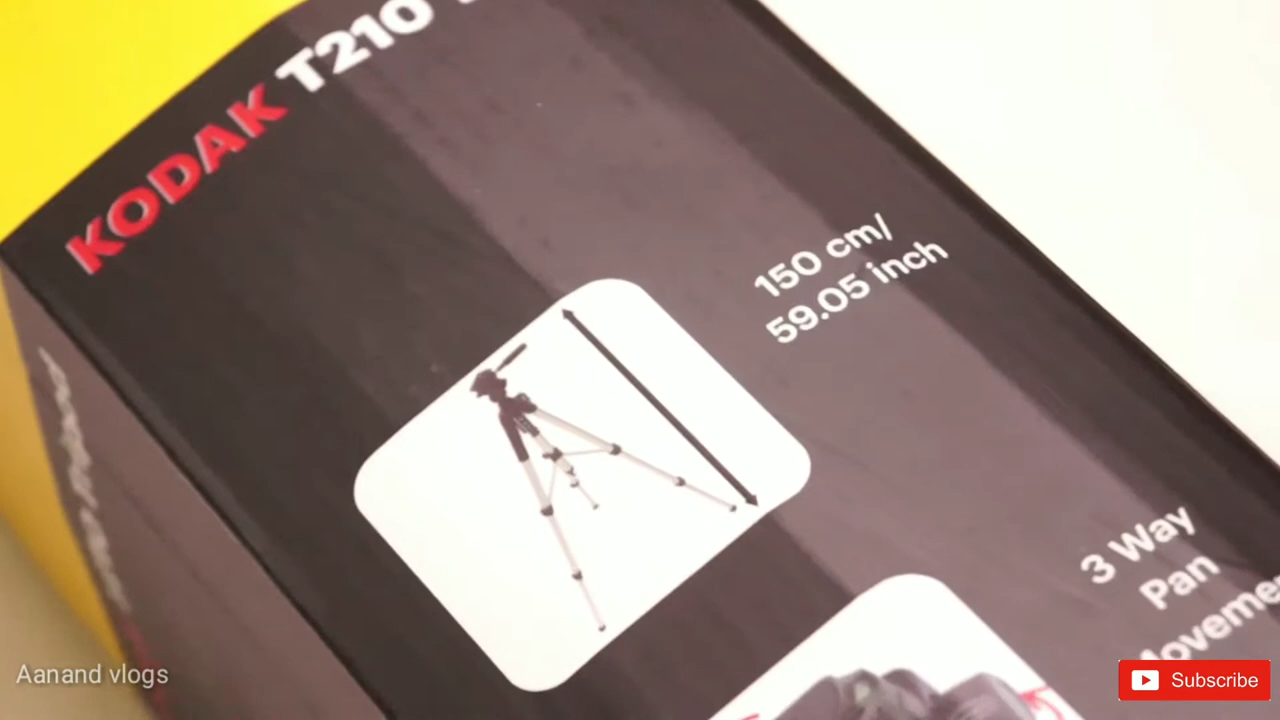 KODAK T210
150 cm/
59.05 inch
3 Way
Pan
Aanand vlogs
Subscribe